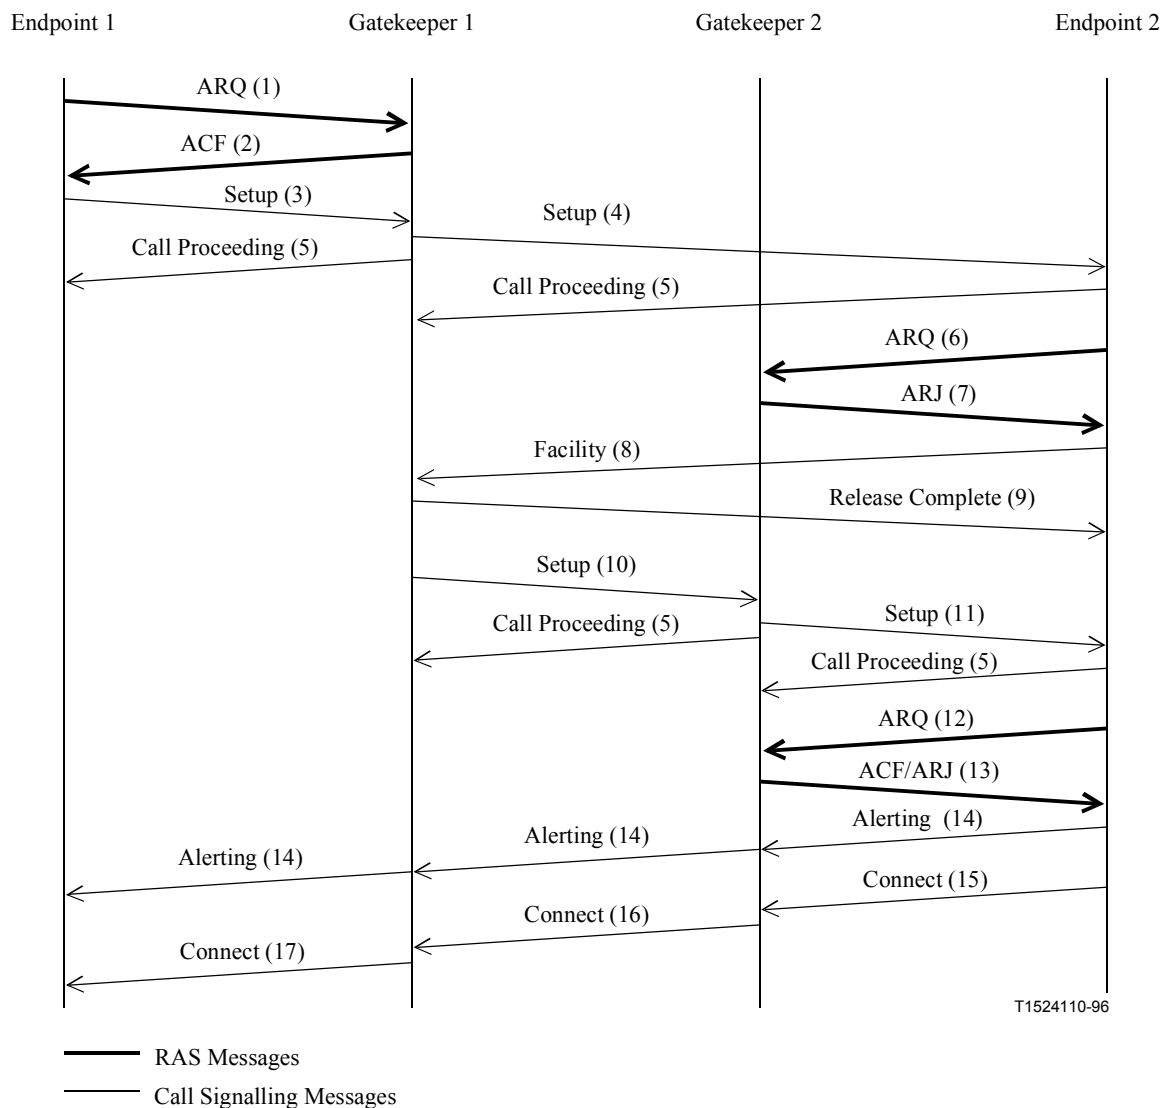 Endpoint 1 Gatekeeper 1 Gatekeeper 2 Endpoint 2
ARQ (1)
ACF (2)
Setup (3)
Setup (4)
Call Proceeding (5)
Call Proceeding (5)
ARQ (6)
ARJ (7)
Facility (8)
Release Complete (9)
Setup (10)
Setup (11)
Call Proceeding (5)
Call Proceeding (5)
ARQ (12)
ACF/ARJ (13)
Alerting (14)
Alerting (14)
Alerting (14)
Connect (15)
Connect (16)
Connect (17)
T1524110-96
RAS Messages
Call Signalling Messages